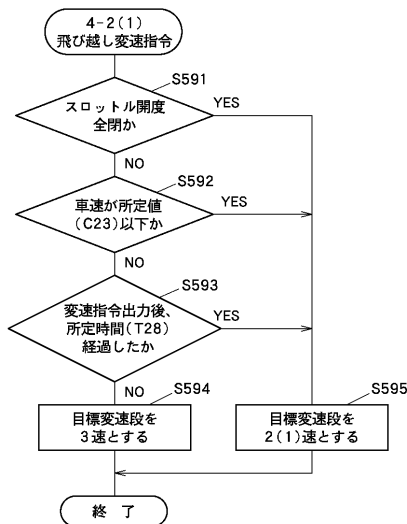 4-2(1)
飛び越し変速指令
S591
スロットル開度
全閉か
YES
NO
S592
車速が所定値
(C23)以下か
YES
NO
S593
変速指令出力後、
所定時間(T28)
経過したか
YES
NO
S594
目標変速段を
3速とする
S595
目標変速段を
2(1)速とする
終 了